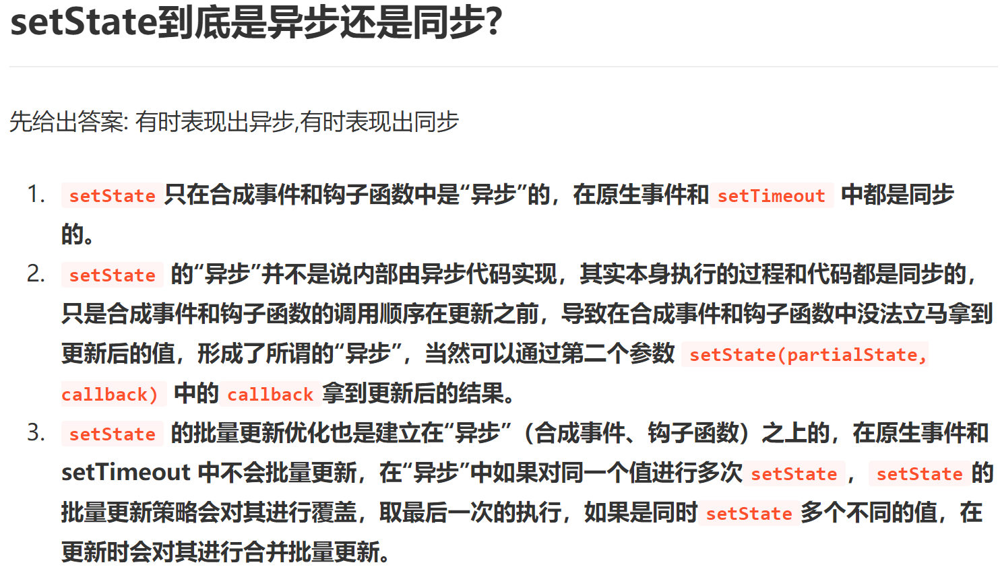 setState到底是异步还是同步?
先给出答案: 有时表现出异步,有时表现出同步
1. setState只在合成事件和钩子函数中是“异步”的，在原生事件和 setTimeout 中都是同步
的。
2. setState 的“异步”并不是说内部由异步代码实现，其实本身执行的过程和代码都是同步的，
只是合成事件和钩子函数的调用顺序在更新之前，导致在合成事件和钩子函数中没法立马拿到
更新后的值，形成了所谓的“异步”，当然可以通过第二个参数 setState(partialState,
callback) 中的 callback 拿到更新后的结果。
3. setState 的批量更新优化也是建立在“异步”（合成事件、钩子函数）之上的，在原生事件和
setTimeout 中不会批量更新，在“异步”中如果对同一个值进行多次 setState ， setState 的
批量更新策略会对其进行覆盖，取最后一次的执行，如果是同时 setState 多个不同的值，在
更新时会对其进行合并批量更新。